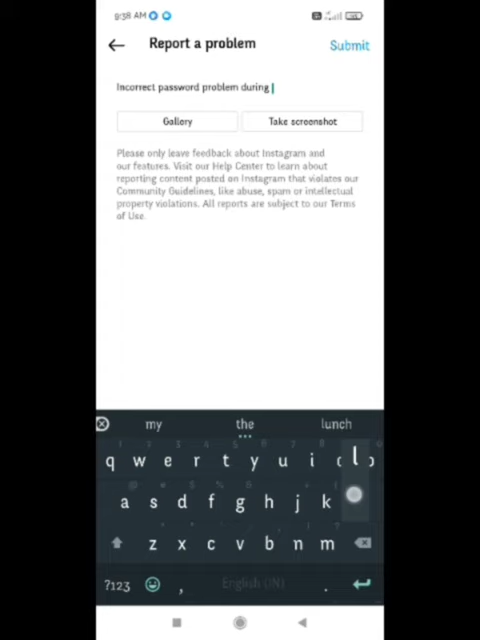 9:38 AM
Report a problem
Submit
Incorrect password problem during
Gallery
Take screenshot
Please only leave feedback about Instagram and
our features. Visit our Help Center to learn about
reporting content posted on Instagram that violates our
Community Guidelines, like abuse, spam or intellectual
property violations. All reports are subject to our Terms
of Use.
my the lunch
q w e r t y u i l p
a s d f g h j k
z x c v b n m
?123 , English (IN) .